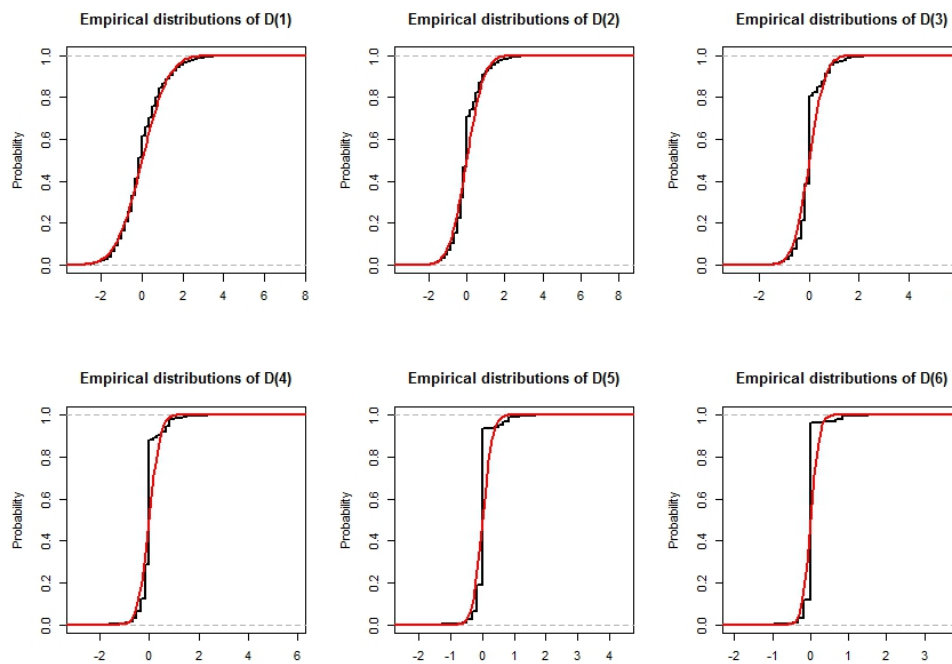 Empirical distributions of D(1)
Probability
0.0 0.2 0.4 0.6 0.8 1.0
-2 0 2 4 6 8
Empirical distributions of D(2)
Probability
0.0 0.2 0.4 0.6 0.8 1.0
-2 0 2 4 6 8
Empirical distributions of D(3)
Probability
0.0 0.2 0.4 0.6 0.8 1.0
-2 0 2 4
Empirical distributions of D(4)
Probability
0.0 0.2 0.4 0.6 0.8 1.0
-2 0 2 4 6
Empirical distributions of D(5)
Probability
0.0 0.2 0.4 0.6 0.8 1.0
-2 -1 0 1 2 3 4
Empirical distributions of D(6)
Probability
0.0 0.2 0.4 0.6 0.8 1.0
-2 -1 0 1 2 3